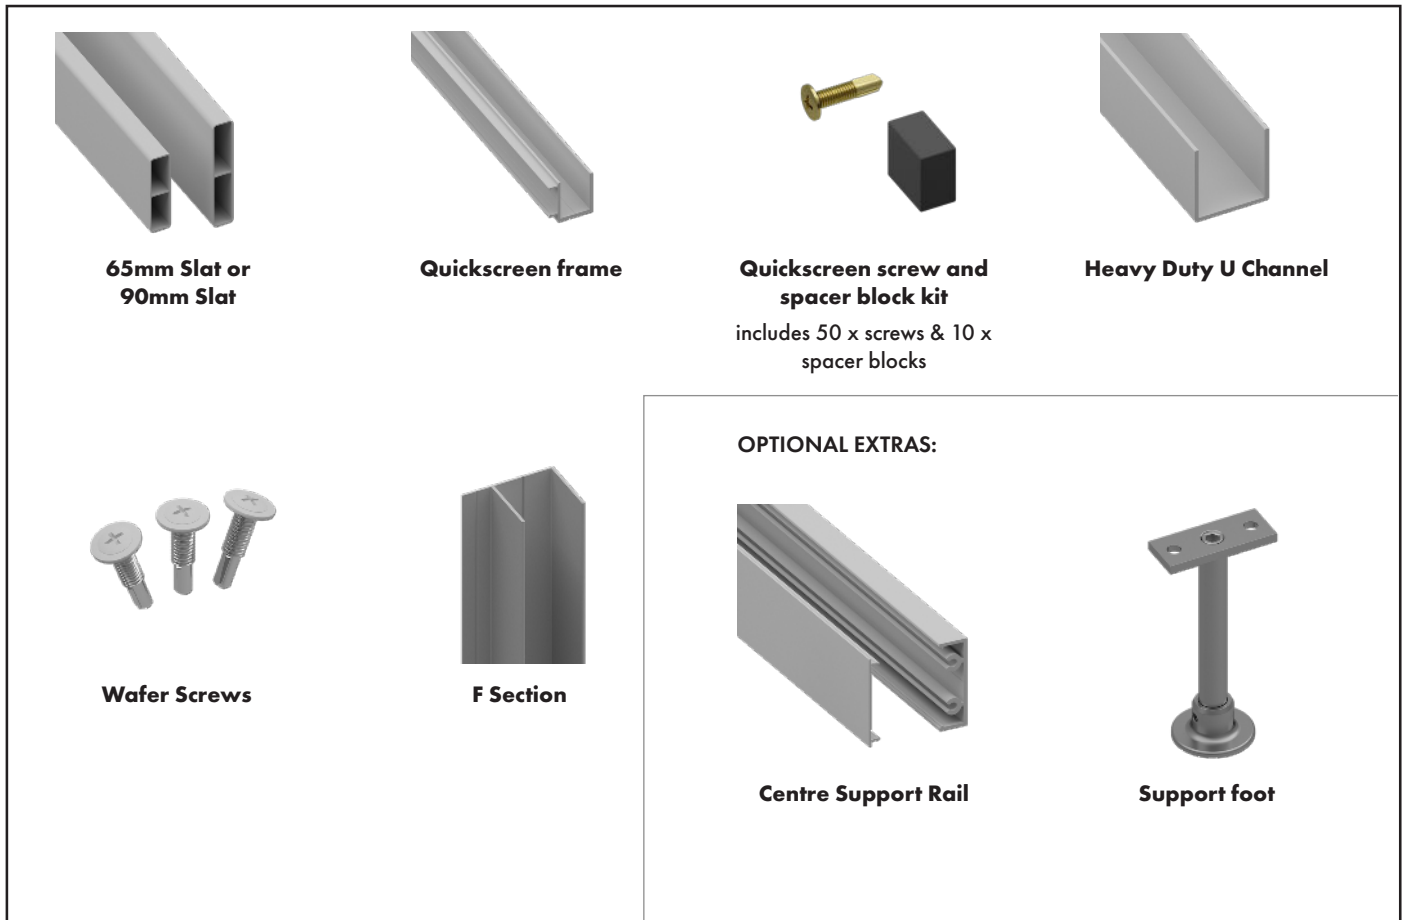 65mm Slat or
90mm Slat
Quickscreen frame
Quickscreen screw and
spacer block kit
includes 50 x screws & 10 x
spacer blocks
Heavy Duty U Channel
Wafer Screws
F Section
OPTIONAL EXTRAS:
Centre Support Rail
Support foot